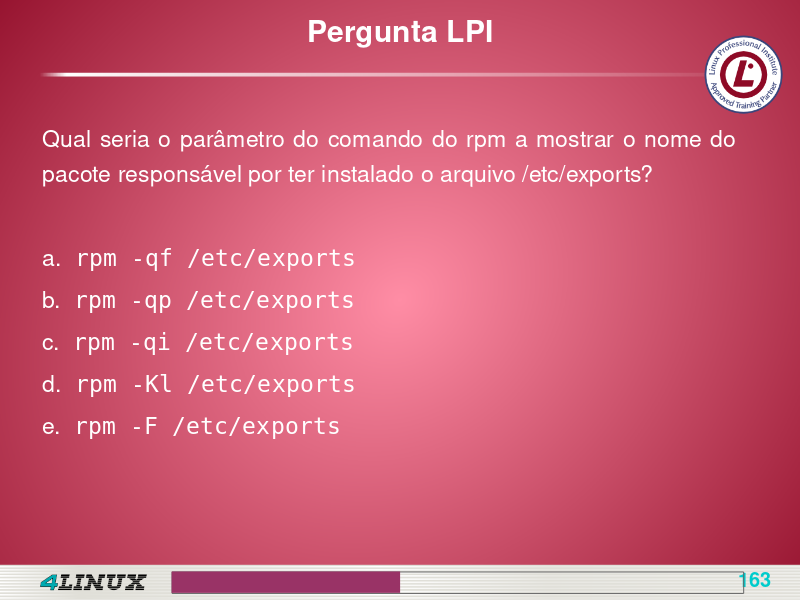 Pergunta LPI
Linux Professional Institute
Approved Training Partner
Qual seria o parâmetro do comando do rpm a mostrar o nome do
pacote responsável por ter instalado o arquivo /etc/exports?
a. rpm -qf /etc/exports
b. rpm -qp /etc/exports
c. rpm -qi /etc/exports
d. rpm -Kl /etc/exports
e. rpm -F /etc/exports
4LINUX
163